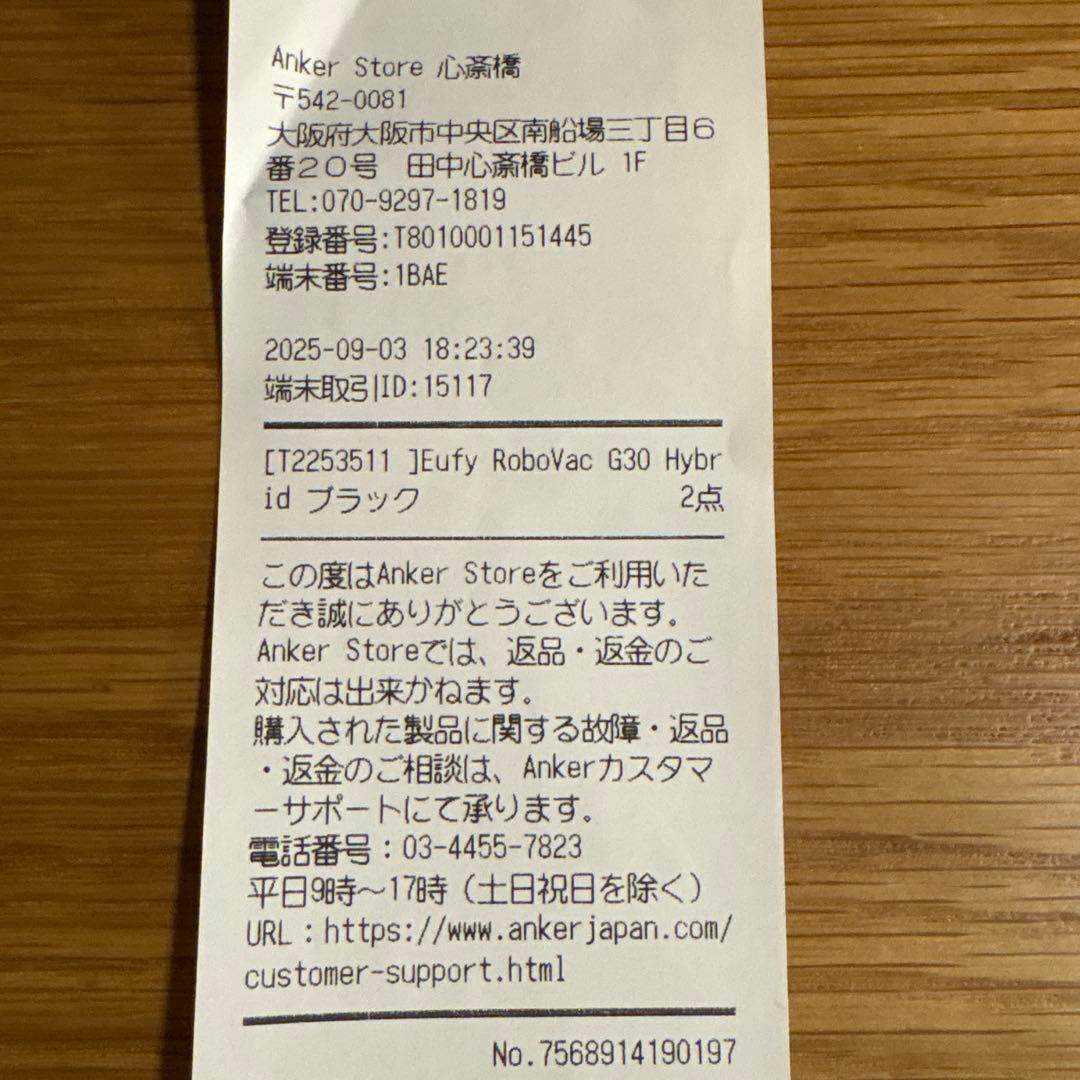 Anker Store 心斎橋
〒542-0081
大阪府大阪市中央区南船場三丁目6
番20号　田中心斎橋ビル 1F
TEL:070-9297-1819
登録番号:T8010001151445
端末番号:1BAE
2025-09-03 18:23:39
端末取引ID:15117
[T2253511 ]Eufy RoboVac G30 Hybr
id ブラック 2点
この度はAnker Storeをご利用いた
だき誠にありがとうございます。
Anker Storeでは、返品・返金のご
対応は出来かねます。
購入された製品に関する故障・返品
・返金のご相談は、Ankerカスタマ
ーサポートにて承ります。
電話番号：03-4455-7823
平日9時～17時（土日祝日を除く）
URL：https://www.ankerjapan.com/
customer-support.html
No.7568914190197